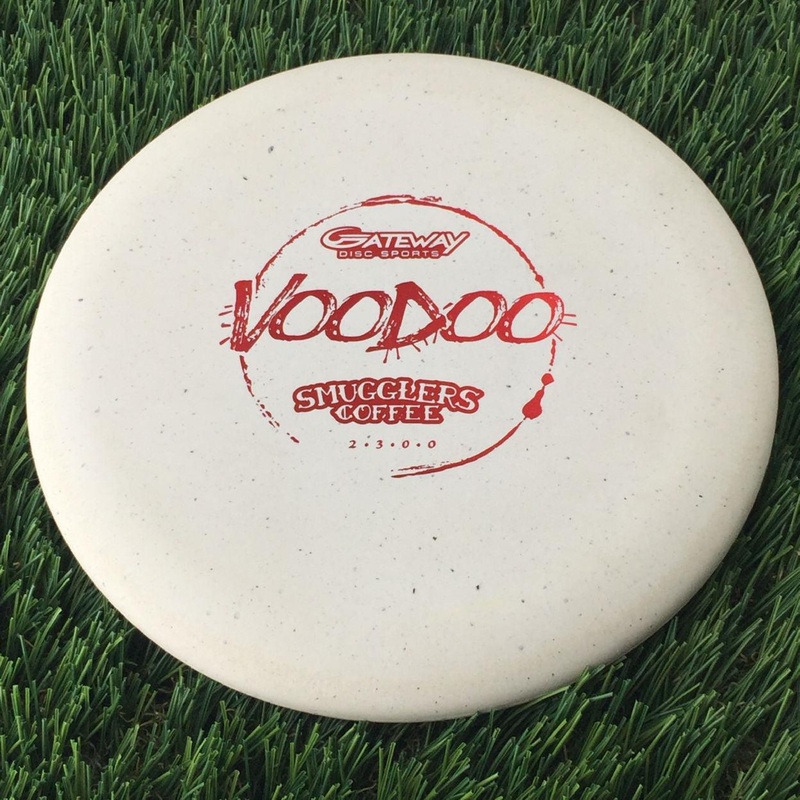 GATEWAY
DISC SPORTS
VOODOO
SMUGGLERS
COFFEE
2•3•0•0